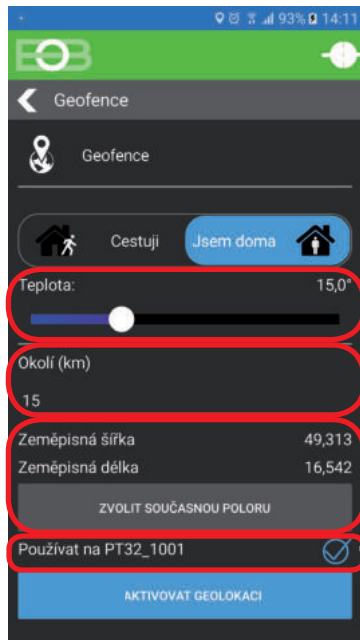 93% 14:11
EOB
Geofence
Geofence
Cestuji Jsem doma
Teplota: 15,0°
Okolí (km)
15
Zeměpisná šířka 49,313
Zeměpisná délka 16,542
ZVOLIT SOUČASNOU POLORU
Používat na PT32_1001
AKTIVOVAT GEOLOKACI